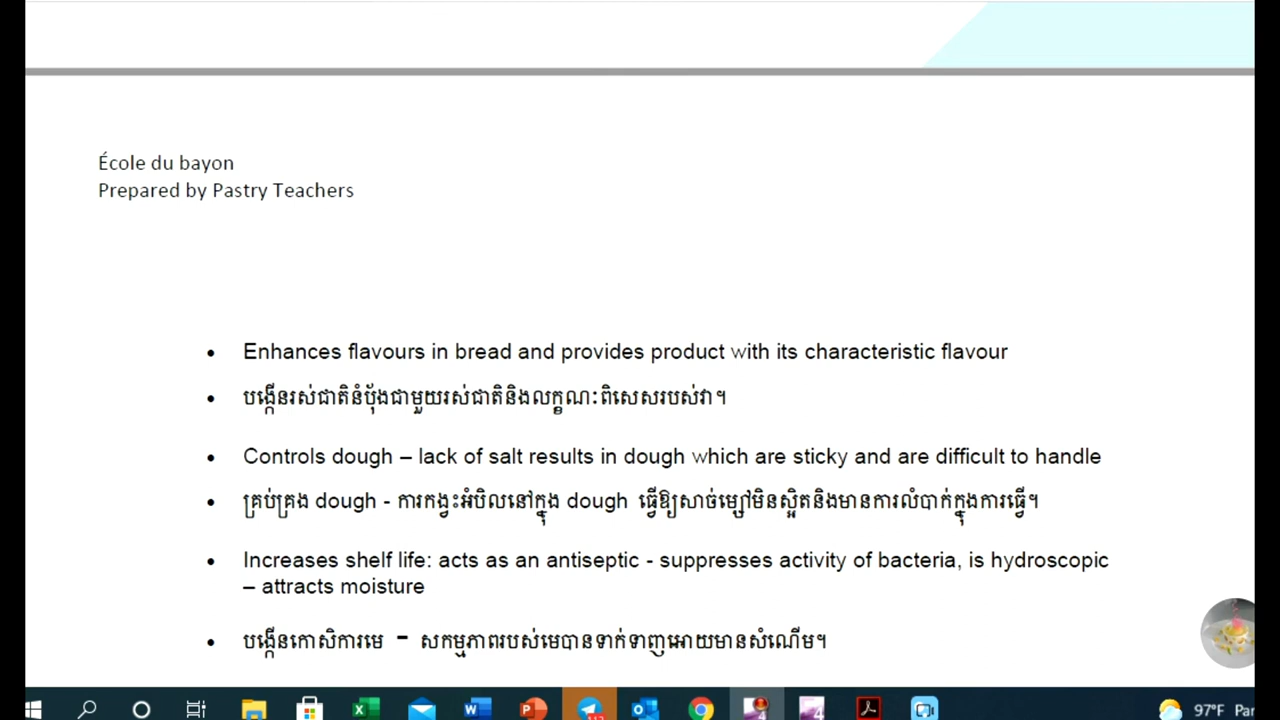 École du bayon
Prepared by Pastry Teachers
• Enhances flavours in bread and provides product with its characteristic flavour
• បង្កើនរស់ជាតិនំប៉័ងជាមួយរស់ជាតិនិងលក្ខណៈពិសេសរបស់វា។
• Controls dough – lack of salt results in dough which are sticky and are difficult to handle
• គ្រប់គ្រង dough - ការកង្វះអំបិលនៅក្នុង dough ធ្វើឱ្យសាច់ម្សៅមិនស្អិតនិងមានការលំបាក់ក្នុងការធ្វើ។
• Increases shelf life: acts as an antiseptic - suppresses activity of bacteria, is hydroscopic
– attracts moisture
• បង្កើនកោសិការមេ - សកម្មភាពរបស់មេបានទាក់ទាញអោយមានសំណើម។
97°F Par